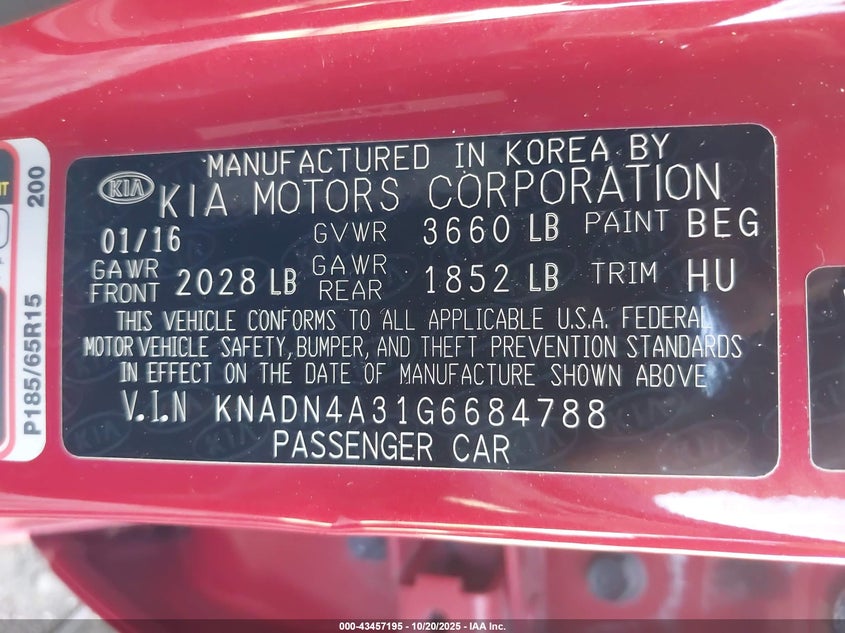 MANUFACTURED IN KOREA BY
KIA KIA MOTORS CORPORATION
01/16 GVWR 3660 LB PAINT BEG
GAWR FRONT 2028 LB GAWR REAR 1852 LB TRIM HU
THIS VEHICLE CONFORMS TO ALL APPLICABLE U.S.A. FEDERAL
MOTOR VEHICLE SAFETY, BUMPER, AND THEFT PREVENTION STANDARDS
IN EFFECT ON THE DATE OF MANUFACTURE SHOWN ABOVE
V.I.N KNADN4A31G6684788
PASSENGER CAR
P185/65R15 200
000-43457195 - 10/20/2025 - IAA Inc.